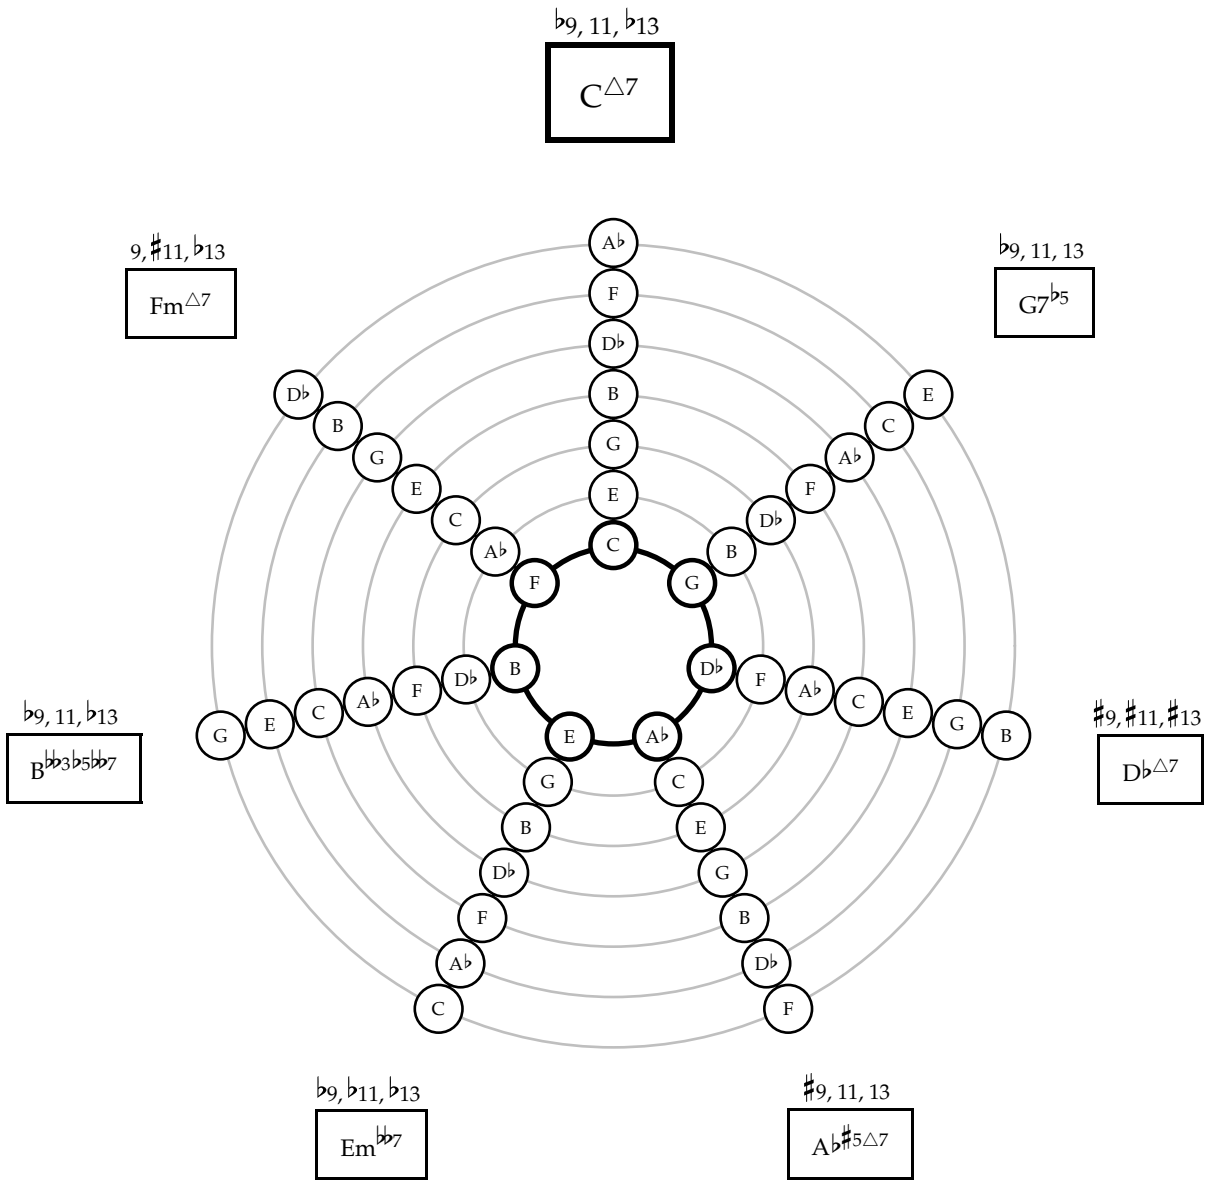 ♭9, 11, ♭13
C△7
9, ♯11, ♭13
Fm△7
♭9, 11, 13
G7♭5
A♭
F
D♭
B
G
E
C
D♭
B
G
E
C
A♭
F
E
C
A♭
F
D♭
B
G
♭9, 11, ♭13
B♭♭3♭5♭♭7
G
E
C
A♭
F
D♭
B
D♭
F
A♭
C
E
G
B
♯9, ♯11, ♯13
D♭△7
E
G
B
D♭
F
A♭
C
A♭
C
E
G
B
D♭
F
♭9, ♭11, ♭13
Em♭♭7
♯9, 11, 13
A♭♯5△7